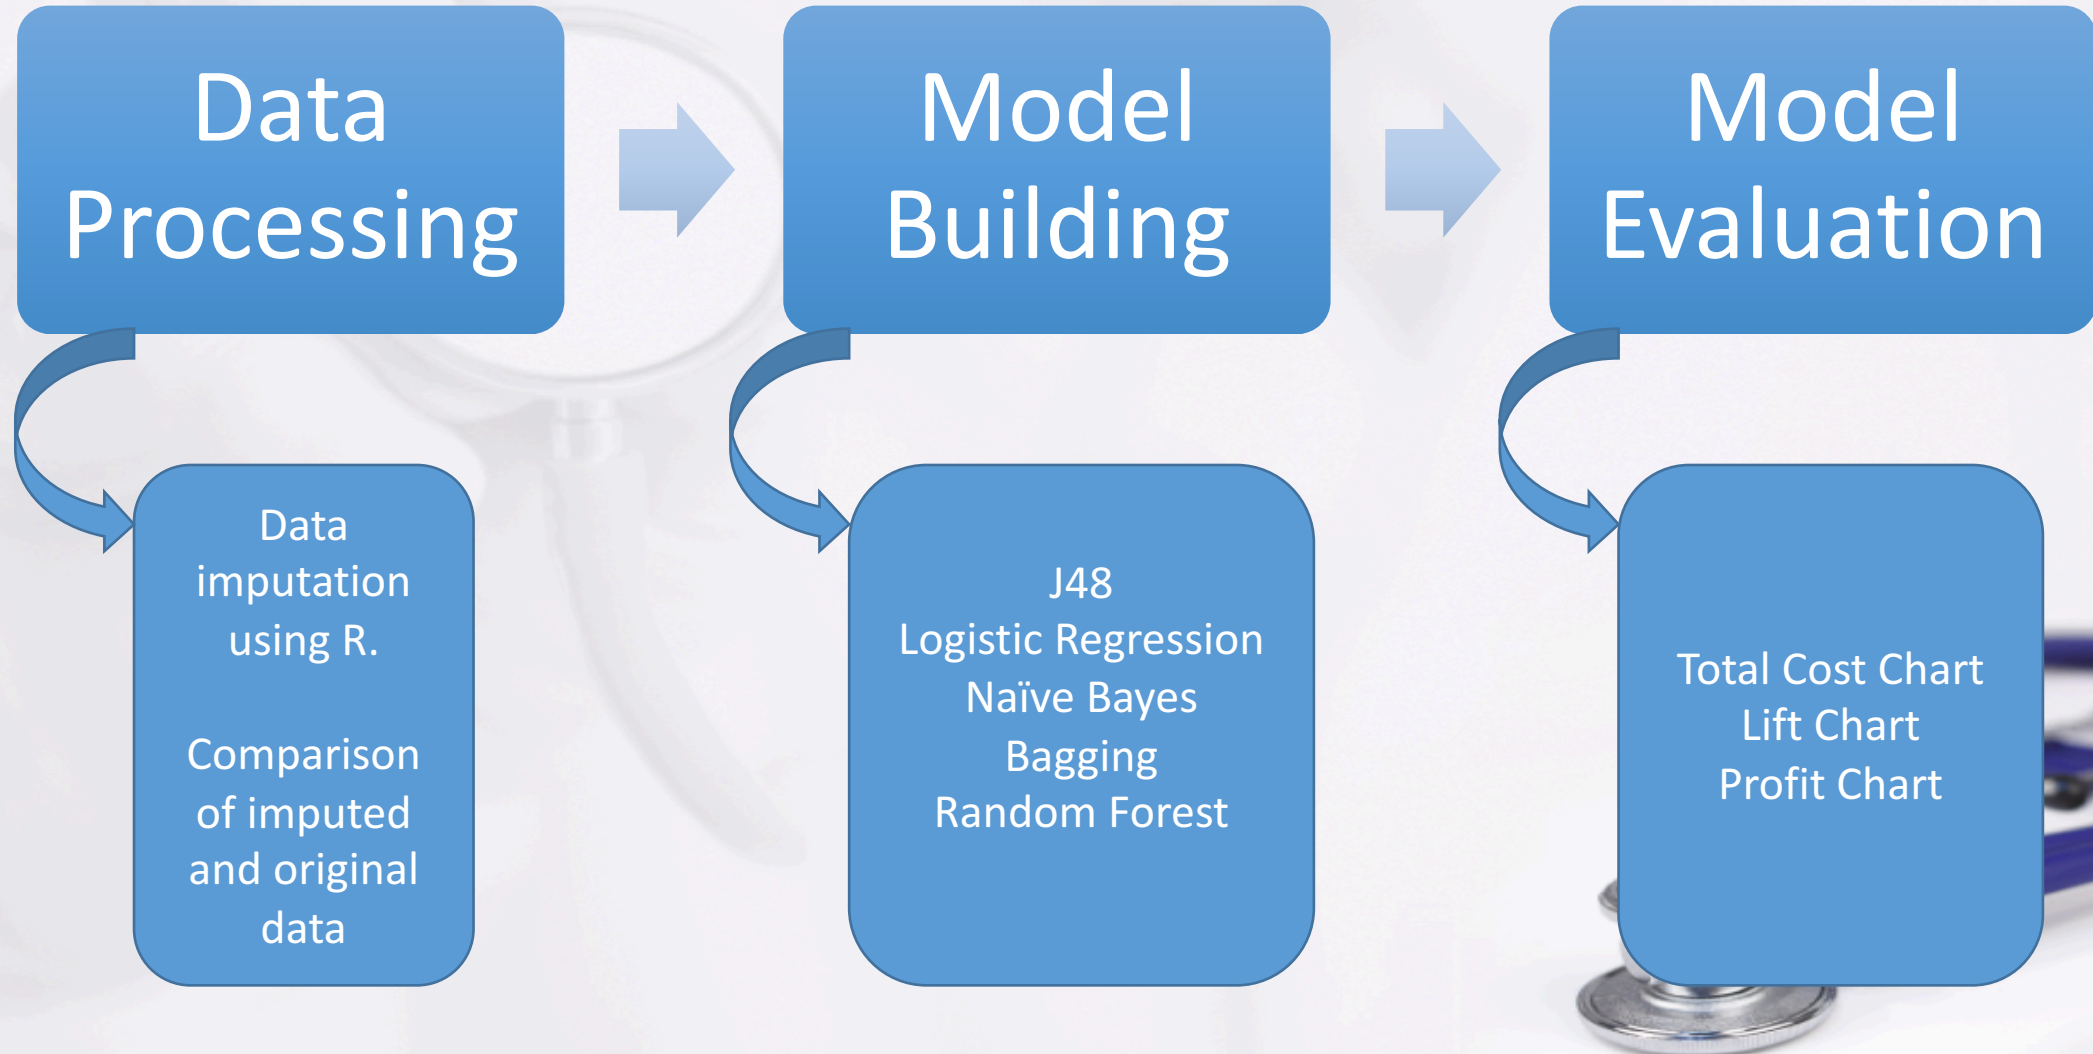 Data
Processing
Model
Building
Model
Evaluation
Data
imputation
using R.
Comparison
of imputed
and original
data
J48
Logistic Regression
Naïve Bayes
Bagging
Random Forest
Total Cost Chart
Lift Chart
Profit Chart